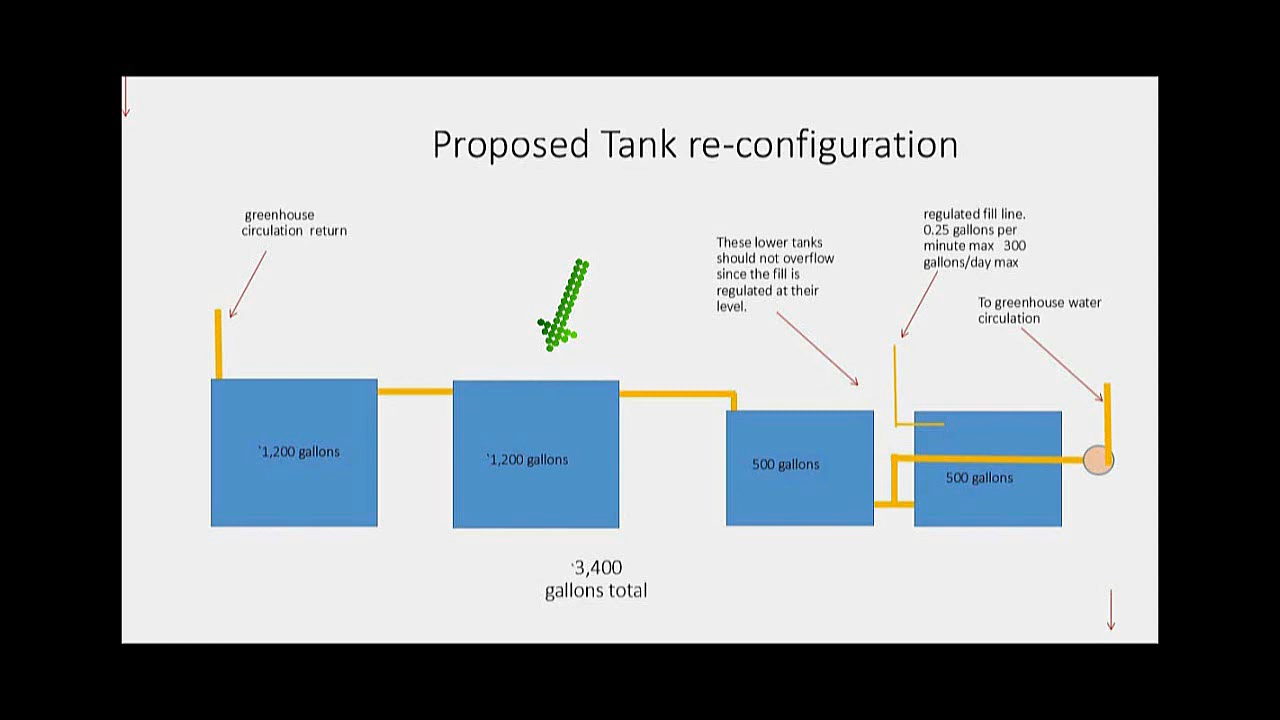 Proposed Tank re-configuration
greenhouse
circulation  return
These lower tanks
should not overflow
since the fill is
regulated at their
level.
regulated fill line.
0.25 gallons per
minute max   300
gallons/day max
To greenhouse water
circulation
`1,200 gallons
`1,200 gallons
500 gallons
500 gallons
`3,400
gallons total